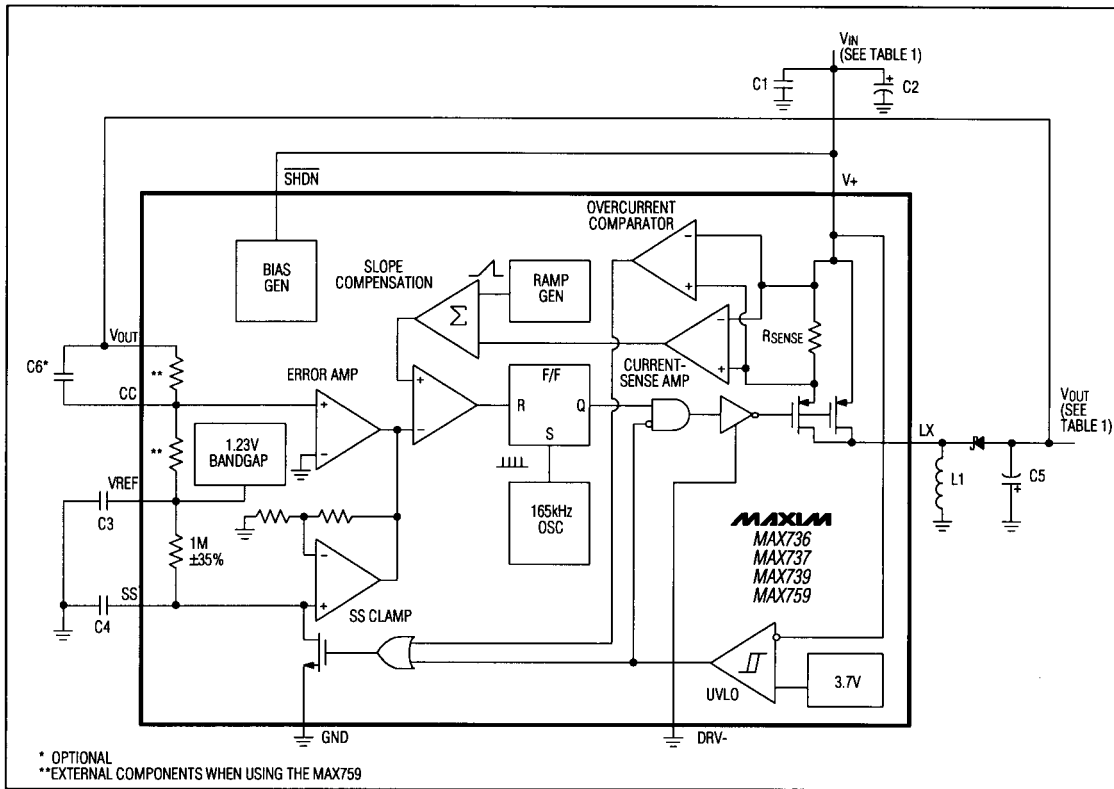 VIN
(SEE TABLE 1)
C1
C2
SHDN
V+
OVERCURRENT
COMPARATOR
BIAS
GEN
SLOPE
COMPENSATION
RAMP
GEN
Σ
RSENSE
VOUT
C6*
**
CC
ERROR AMP
CURRENT-
SENSE AMP
F/F
R
Q
S
VOUT
(SEE
TABLE 1)
LX
**
1.23V
BANDGAP
VREF
C3
L1
C5
165kHz
OSC
1M
±35%
MAXIM
MAX736
MAX737
MAX739
MAX759
SS
C4
SS CLAMP
UVLO
3.7V
GND
DRV-
* OPTIONAL
**EXTERNAL COMPONENTS WHEN USING THE MAX759